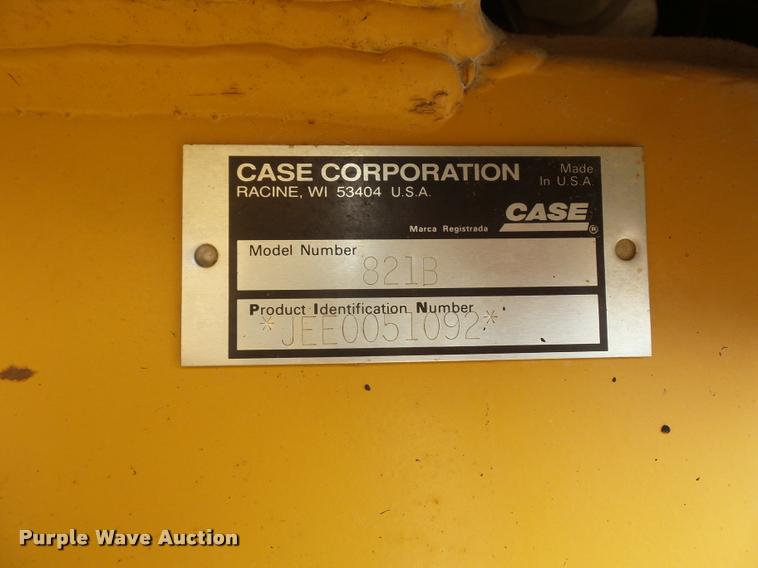 CASE CORPORATION
RACINE, WI 53404 U.S.A.
Made
In U.S.A.
CASE
Marca Registrada
®
Model Number
821B
Product Identification Number
*JEE0051092*
Purple Wave Auction